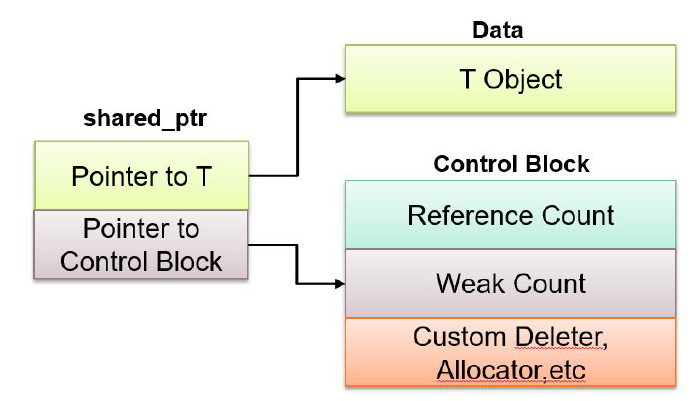 Data
T Object
shared_ptr
Pointer to T
Pointer to
Control Block
Control Block
Reference Count
Weak Count
Custom Deleter,
Allocator,etc